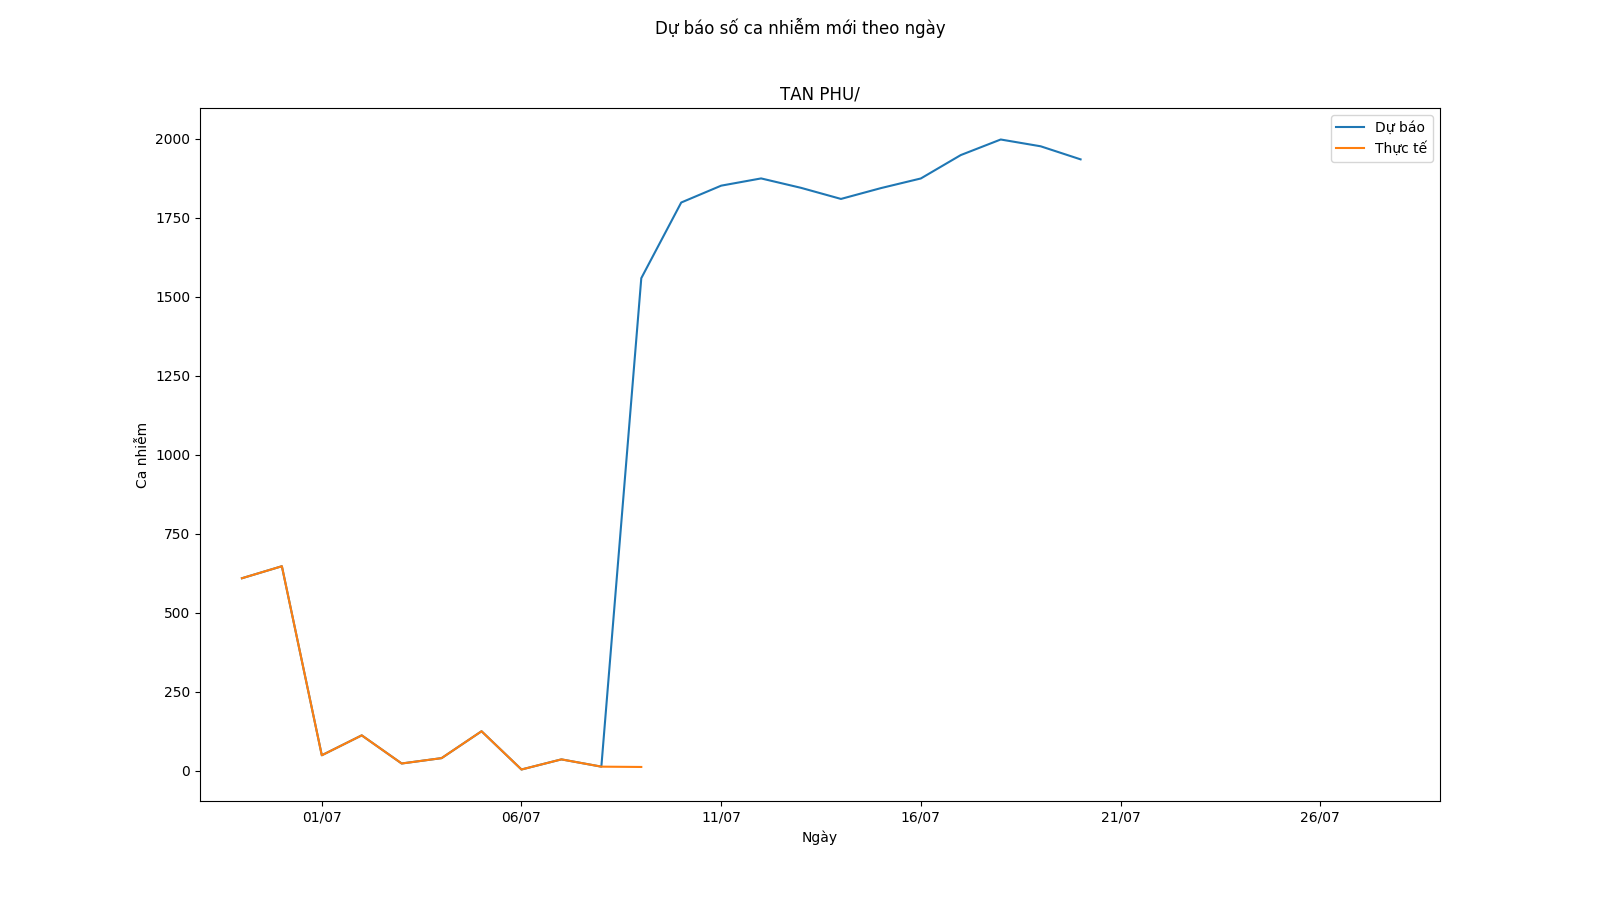 Dự báo số ca nhiễm mới theo ngày
TAN PHU/
Dự báo
Thực tế
2000
1750
1500
1250
1000
750
500
250
0
Ca nhiễm
01/07
06/07
11/07
16/07
21/07
26/07
Ngày